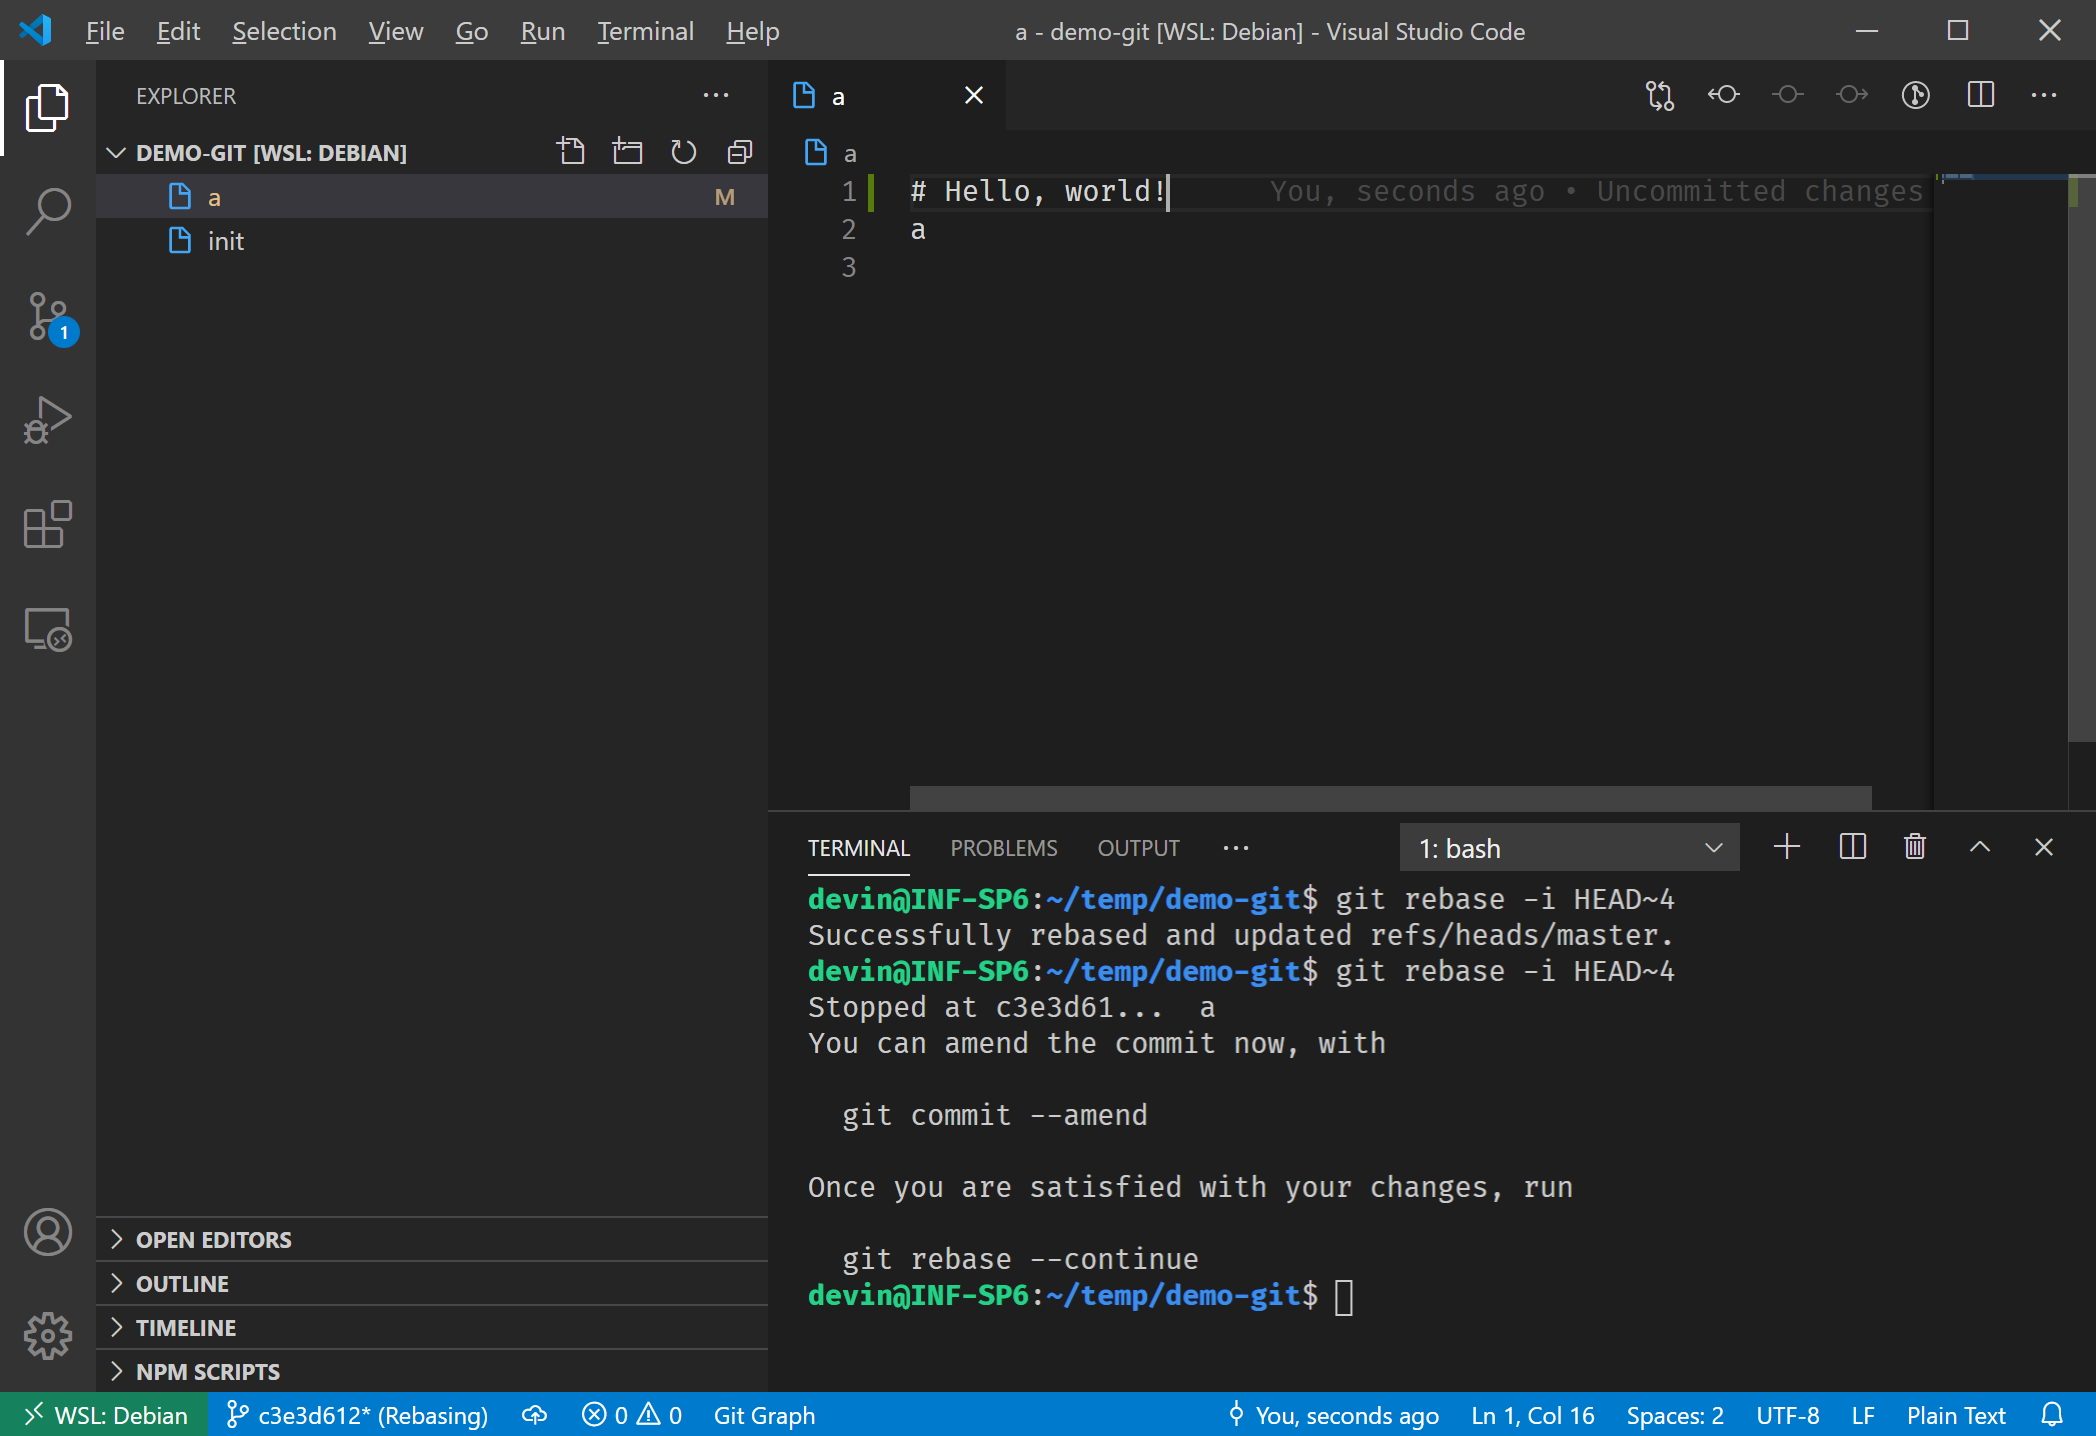 File Edit Selection View Go Run Terminal Help a - demo-git [WSL: Debian] - Visual Studio Code
EXPLORER
DEMO-GIT [WSL: DEBIAN]
a M
init
1
OPEN EDITORS
OUTLINE
TIMELINE
NPM SCRIPTS
a
a
1 # Hello, world! You, seconds ago • Uncommitted changes
2 a
3
TERMINAL PROBLEMS OUTPUT 1: bash
devin@INF-SP6:~/temp/demo-git$ git rebase -i HEAD~4
Successfully rebased and updated refs/heads/master.
devin@INF-SP6:~/temp/demo-git$ git rebase -i HEAD~4
Stopped at c3e3d61...  a
You can amend the commit now, with
git commit --amend
Once you are satisfied with your changes, run
git rebase --continue
devin@INF-SP6:~/temp/demo-git$
WSL: Debian c3e3d612* (Rebasing) 0 0 Git Graph You, seconds ago Ln 1, Col 16 Spaces: 2 UTF-8 LF Plain Text